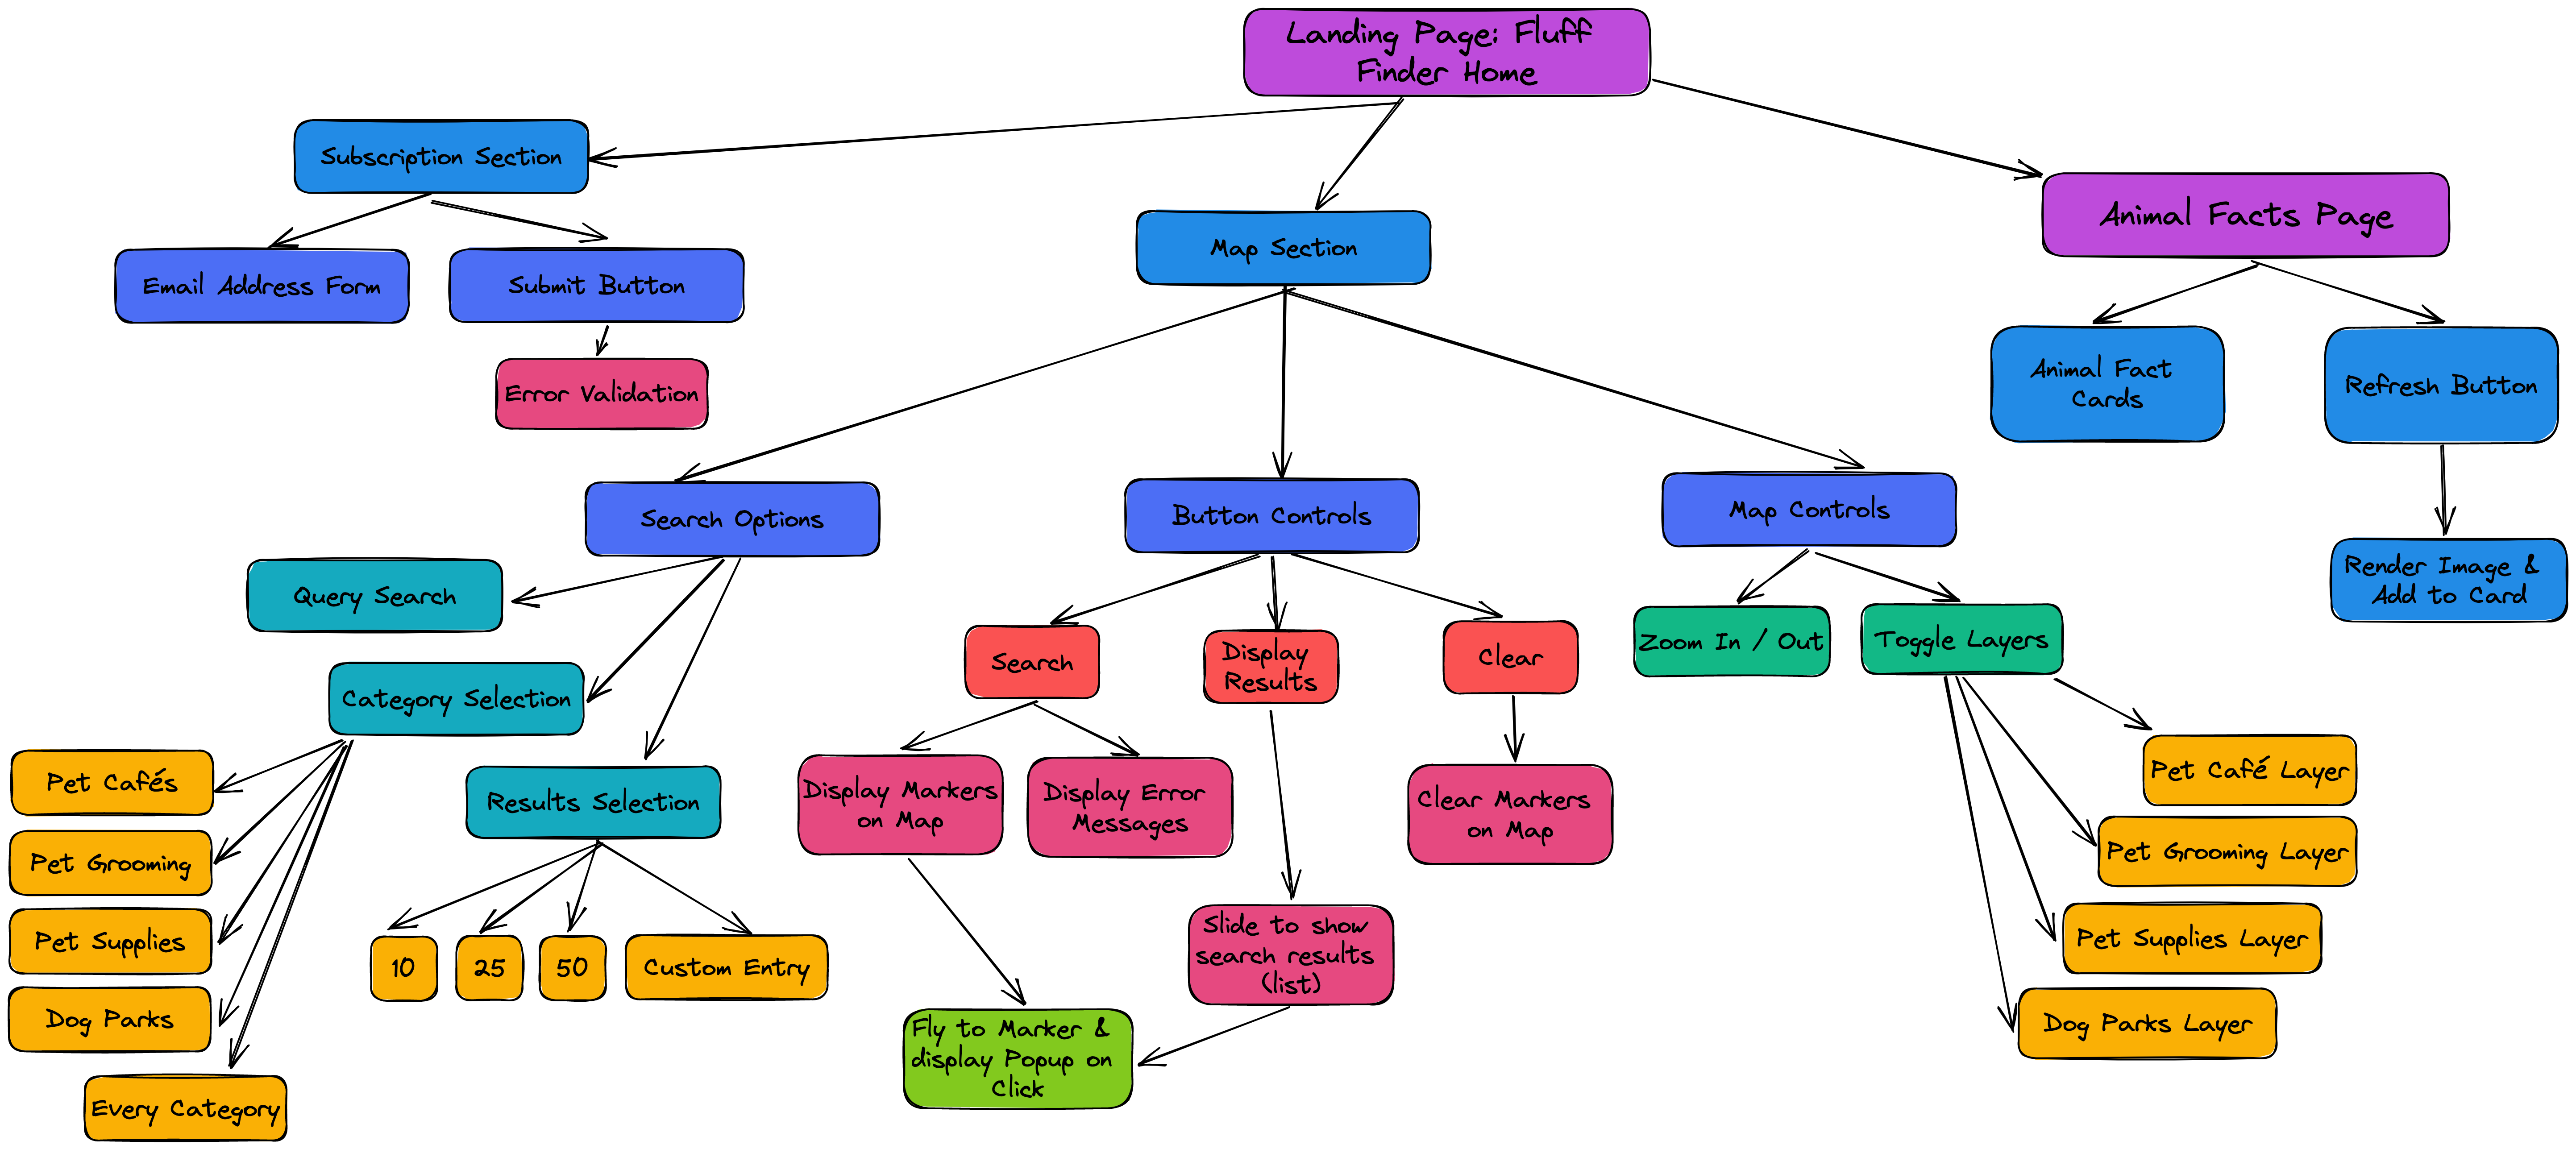 Landing Page: Fluff
Finder Home
Subscription Section
Email Address Form
Submit Button
Error Validation
Map Section
Animal Facts Page
Animal Fact
Cards
Refresh Button
Render Image &
Add to Card
Search Options
Button Controls
Map Controls
Query Search
Category Selection
Results Selection
Pet Cafés
Pet Grooming
Pet Supplies
Dog Parks
Every Category
10
25
50
Custom Entry
Search
Display
Results
Clear
Display Markers
on Map
Display Error
Messages
Clear Markers
on Map
Slide to show
search results
(list)
Fly to Marker &
display Popup on
Click
Zoom In / Out
Toggle Layers
Pet Café Layer
Pet Grooming Layer
Pet Supplies Layer
Dog Parks Layer